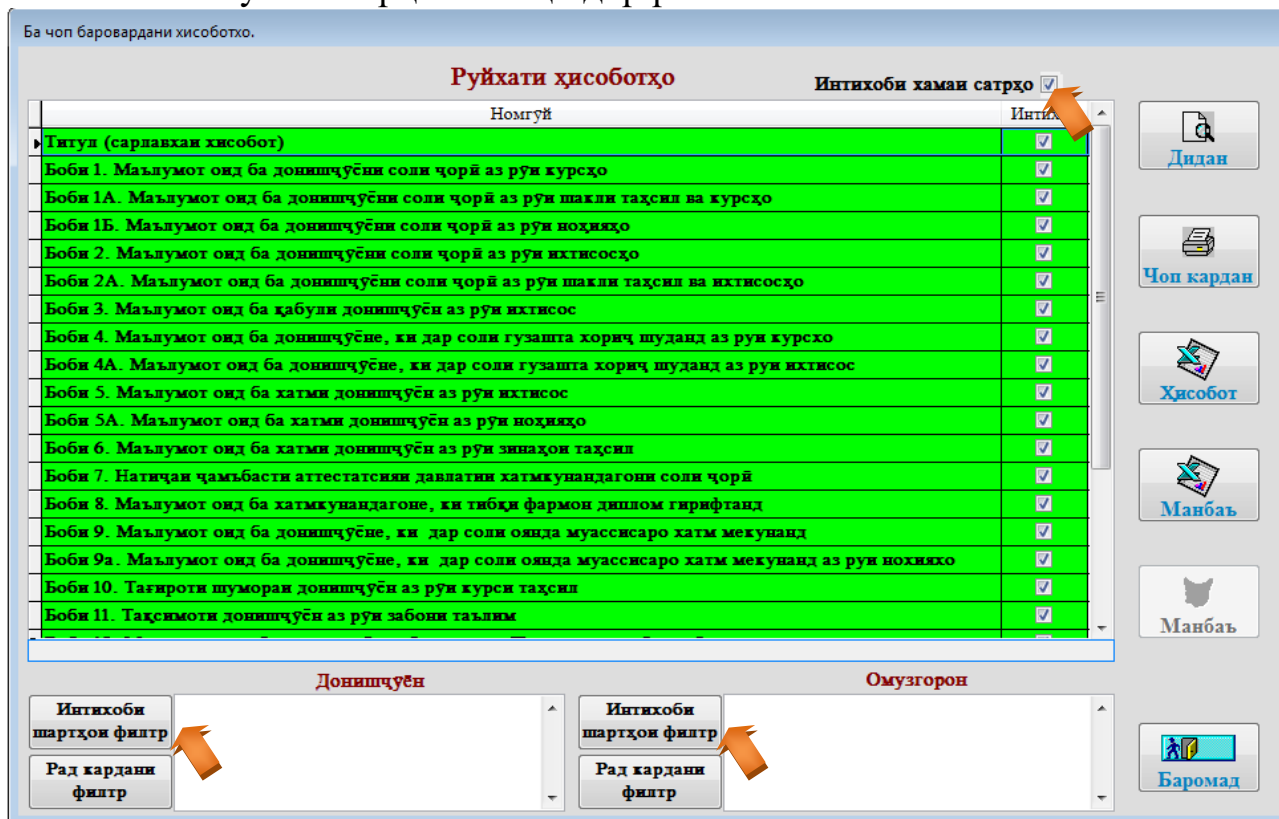 Ба чоп баровардани хисоботхо.
Руйхати ҳисоботҳо
Интихоби хамаи сатрҳо
Номгӯй
Титул (сарлавхаи хисобот)
Боби 1. Маълумот оид ба донишҷӯёни соли ҷорӣ аз рӯи курсҳо
Боби 1А. Маълумот оид ба донишҷӯёни соли ҷорӣ аз рӯи шакли таҳсил ва курсҳо
Боби 1Б. Маълумот оид ба донишҷӯёни соли ҷорӣ аз рӯи ноҳияҳо
Боби 2. Маълумот оид ба донишҷӯёни соли ҷорӣ аз рӯи ихтисосҳо
Боби 2А. Маълумот оид ба донишҷӯёни соли ҷорӣ аз рӯи шакли таҳсил ва ихтисосҳо
Боби 3. Маълумот оид ба қабули донишҷӯён аз рӯи ихтисос
Боби 4. Маълумот оид ба донишҷӯёне, ки дар соли гузашта хориҷ шуданд аз руи курсхо
Боби 4А. Маълумот оид ба донишҷӯёне, ки дар соли гузашта хориҷ шуданд аз руи ихтисос
Боби 5. Маълумот оид ба хатми донишҷӯён аз рӯи ихтисос
Боби 5А. Маълумот оид ба хатми донишҷӯён аз рӯи ноҳияҳо
Боби 6. Маълумот оид ба хатми донишҷӯён аз рӯи зинаҳои таҳсил
Боби 7. Натиҷаи ҷамъбасти аттестатсияи давлатии хатмкунандагони соли ҷорӣ
Боби 8. Маълумот оид ба хатмкунандагоне, ки тибқи фармон диплом гирифтанд
Боби 9. Маълумот оид ба донишҷӯёне, ки дар соли оянда муассисаро хатм мекунанд
Боби 9а. Маълумот оид ба донишҷӯёне, ки дар соли оянда муассисаро хатм мекунанд аз руи нохияхо
Боби 10. Тағироти шумораи донишҷӯён аз рӯи курси таҳсил
Боби 11. Тақсимоти донишҷӯён аз рӯи забони таълим
Дидан
Чоп кардан
Ҳисобот
Манбаъ
Манбаъ
Баромад
Донишҷӯён
Интихоби
шартҳои филтр
Рад кардани
филтр
Омузгорон
Интихоби
шартҳои филтр
Рад кардани
филтр